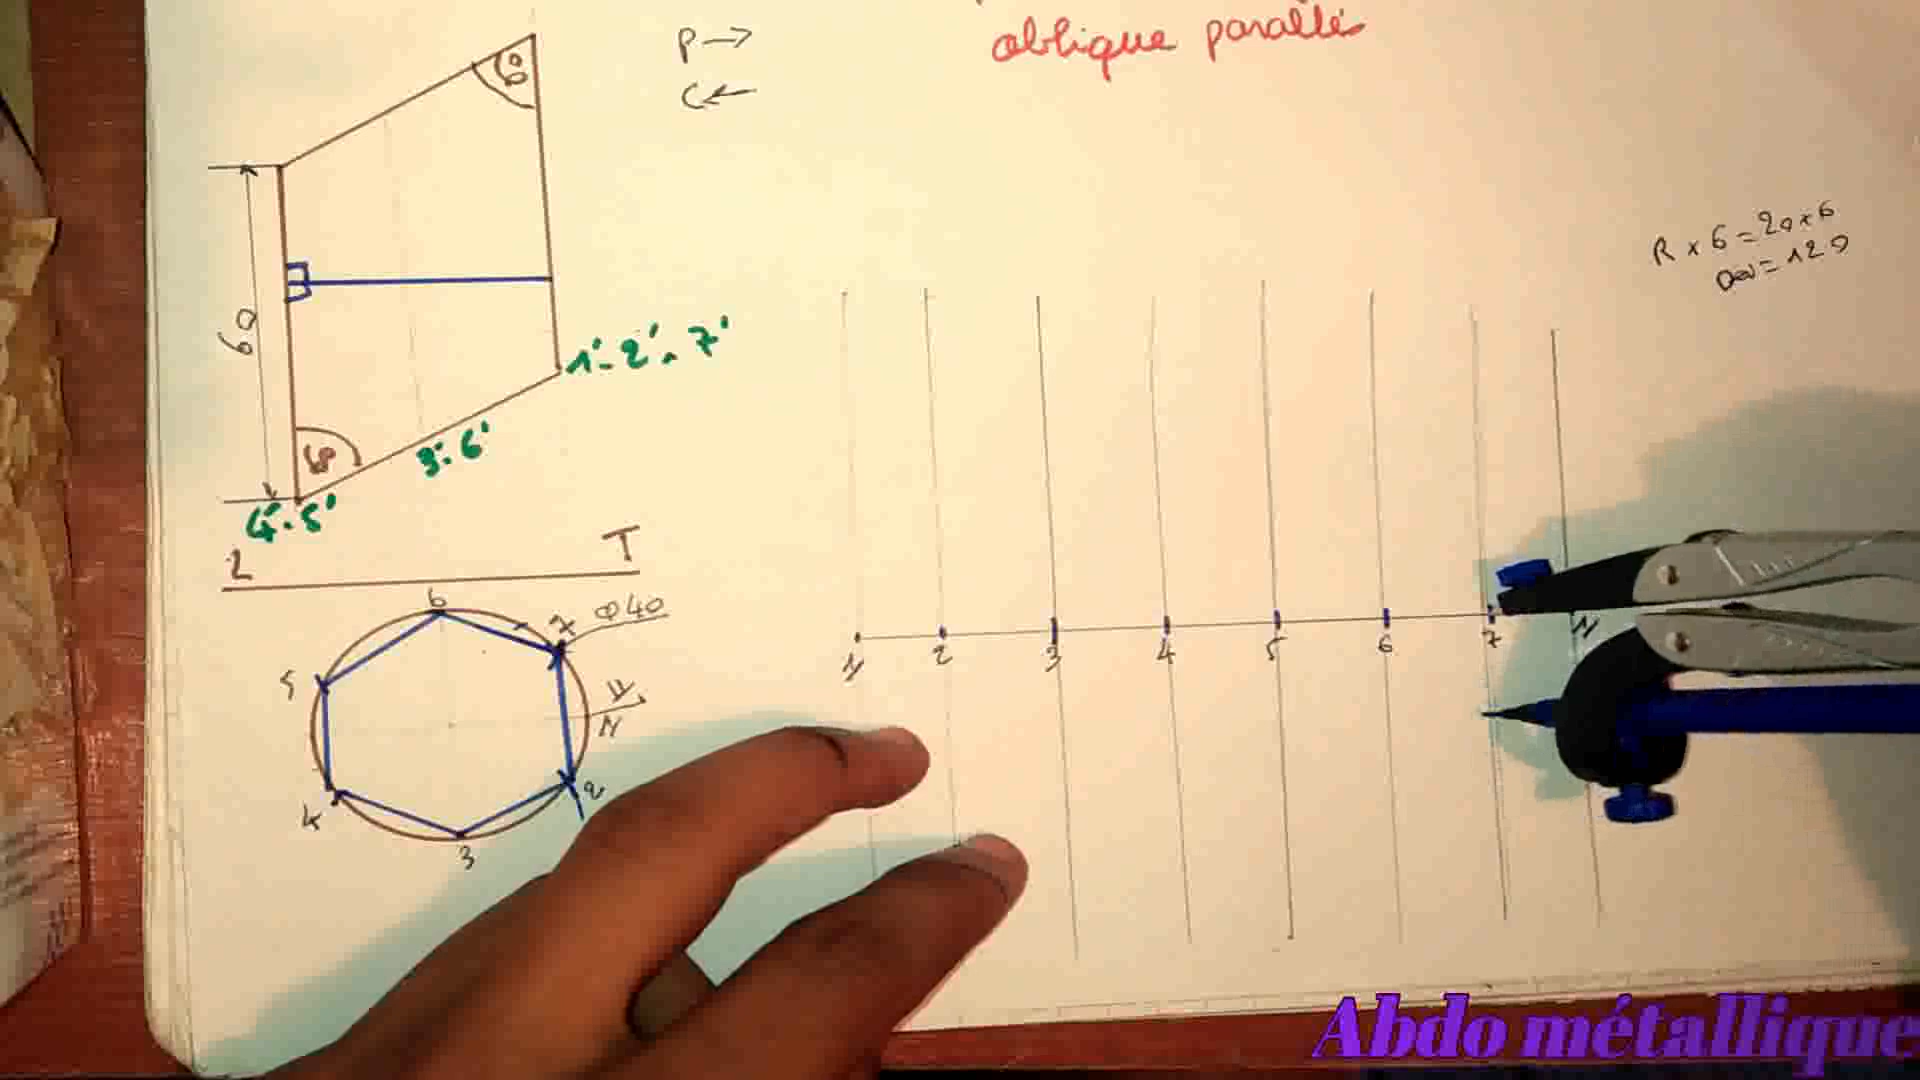 oblique parallés
P →
C ←
60
R × 6 = 20 × 6
Dev = 120
60
1'-2'-7'
3'-6'
60
4'-5'
L T
6
7
Φ40
5
N
4
2
3
1 2 3 4 5 6 7 N
Abdo métallique